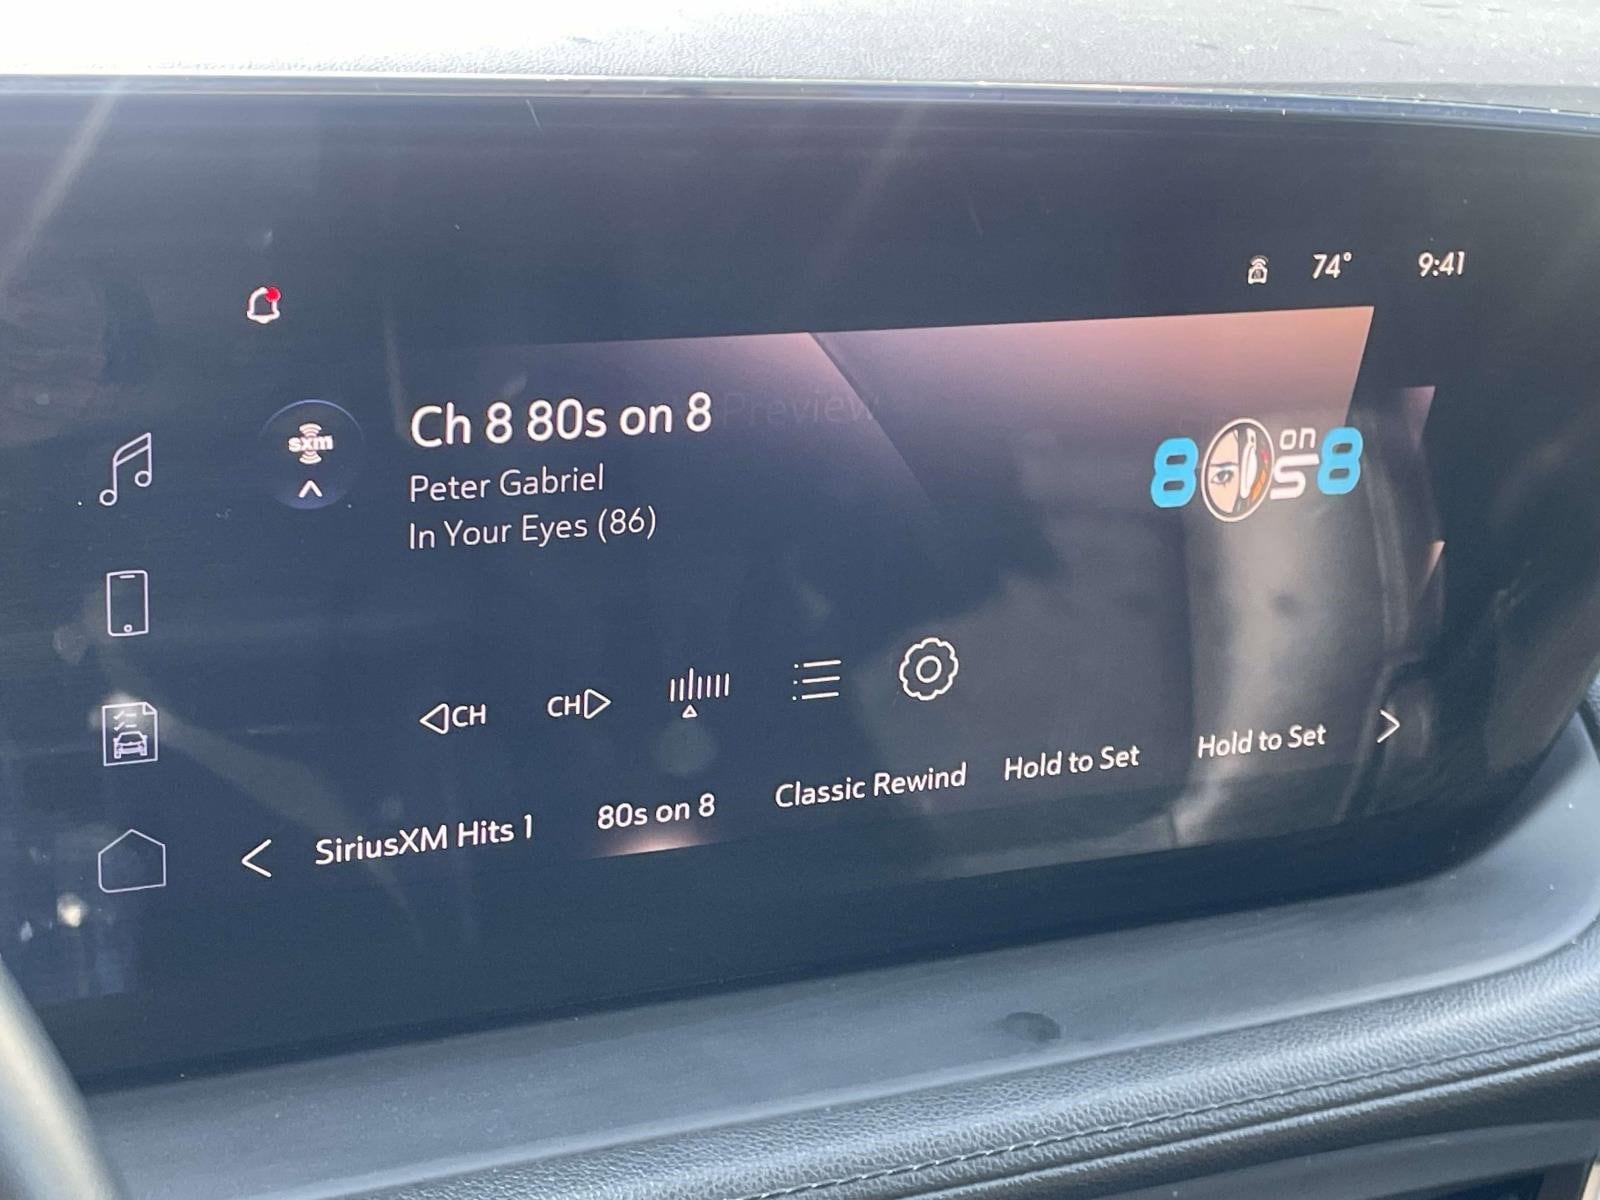 74° 9:41
sxm
Ch 8 80s on 8 Preview
Peter Gabriel
In Your Eyes (86)
80s on 8
CH CH
SiriusXM Hits 1 80s on 8 Classic Rewind Hold to Set Hold to Set